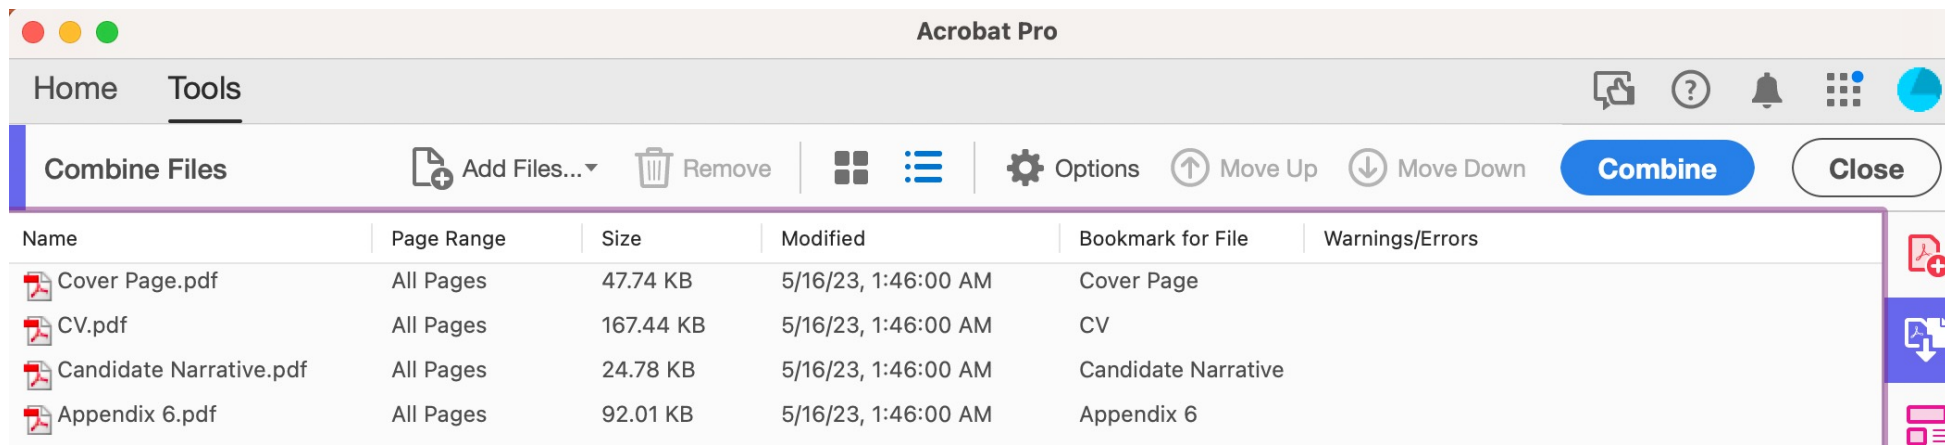 Acrobat Pro
Home Tools
Combine Files Add Files... Remove Options Move Up Move Down Combine Close
Name Page Range Size Modified Bookmark for File Warnings/Errors
Cover Page.pdf All Pages 47.74 KB 5/16/23, 1:46:00 AM Cover Page
CV.pdf All Pages 167.44 KB 5/16/23, 1:46:00 AM CV
Candidate Narrative.pdf All Pages 24.78 KB 5/16/23, 1:46:00 AM Candidate Narrative
Appendix 6.pdf All Pages 92.01 KB 5/16/23, 1:46:00 AM Appendix 6